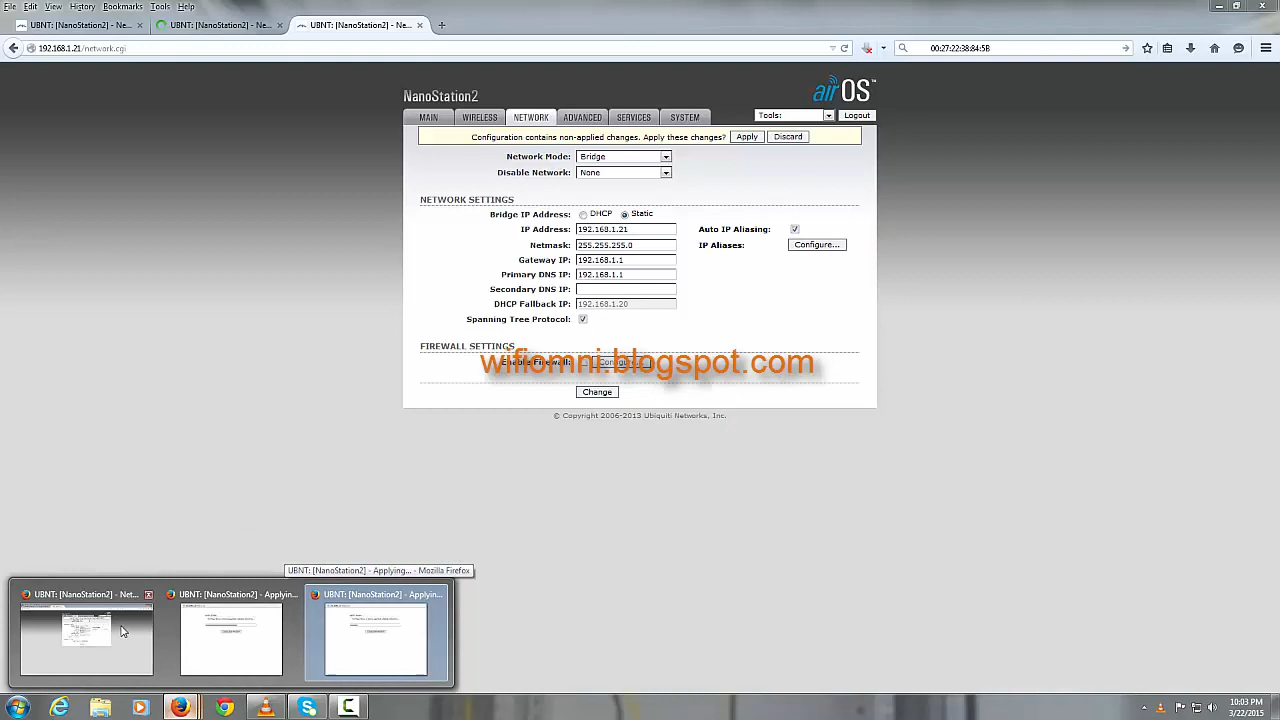 File Edit View History Bookmarks Tools Help
UBNT: [NanoStation2] - Ne... × UBNT: [NanoStation2] - Ne... × UBNT: [NanoStation2] - Ne... × +
192.168.1.21/network.cgi
00:27:22:38:84:5B
NanoStation2
airOS™
MAIN WIRELESS NETWORK ADVANCED SERVICES SYSTEM Tools: Logout
Configuration contains non-applied changes. Apply these changes? Apply Discard
Network Mode: Bridge
Disable Network: None
NETWORK SETTINGS
Bridge IP Address: DHCP Static
IP Address: 192.168.1.21 Auto IP Aliasing:
Netmask: 255.255.255.0 IP Aliases: Configure...
Gateway IP: 192.168.1.1
Primary DNS IP: 192.168.1.1
Secondary DNS IP:
DHCP Fallback IP: 192.168.1.20
Spanning Tree Protocol:
FIREWALL SETTINGS
Enable Firewall: Configure...
wifiomni.blogspot.com
Change
© Copyright 2006-2013 Ubiquiti Networks, Inc.
UBNT: [NanoStation2] - Applying... - Mozilla Firefox
UBNT: [NanoStation2] - Net... UBNT: [NanoStation2] - Applyin... UBNT: [NanoStation2] - Applyin...
10:03 PM
3/22/2015